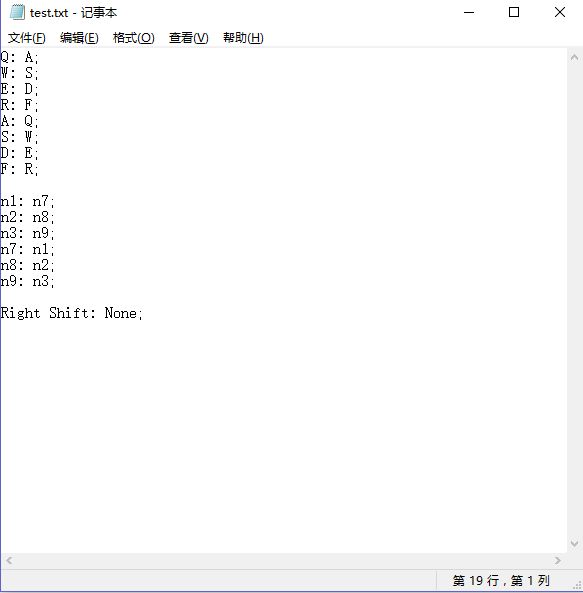 test.txt - 记事本
文件(F) 编辑(E) 格式(O) 查看(V) 帮助(H)
Q: A;
W: S;
E: D;
R: F;
A: Q;
S: W;
D: E;
F: R;
n1: n7;
n2: n8;
n3: n9;
n7: n1;
n8: n2;
n9: n3;
Right Shift: None;
第 19 行，第 1 列